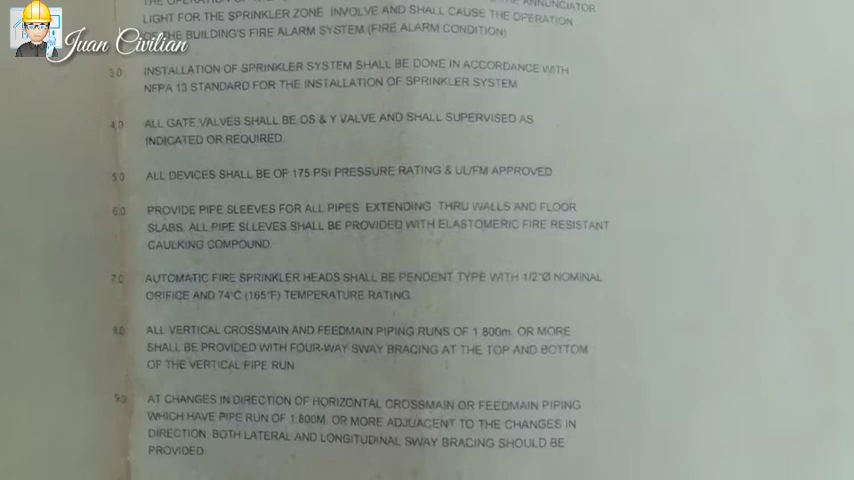 Juan Civilian
THE ANNUNCIATOR
LIGHT FOR THE SPRINKLER ZONE INVOLVE AND SHALL CAUSE THE OPERATION
OF THE BUILDING'S FIRE ALARM SYSTEM (FIRE ALARM CONDITION)
3.0 INSTALLATION OF SPRINKLER SYSTEM SHALL BE DONE IN ACCORDANCE WITH
NFPA 13 STANDARD FOR THE INSTALLATION OF SPRINKLER SYSTEM
4.0 ALL GATE VALVES SHALL BE OS & Y VALVE AND SHALL SUPERVISED AS
INDICATED OR REQUIRED.
5.0 ALL DEVICES SHALL BE OF 175 PSI PRESSURE RATING & UL/FM APPROVED
6.0 PROVIDE PIPE SLEEVES FOR ALL PIPES EXTENDING THRU WALLS AND FLOOR
SLABS. ALL PIPE SLLEVES SHALL BE PROVIDED WITH ELASTOMERIC FIRE RESISTANT
CAULKING COMPOUND.
7.0 AUTOMATIC FIRE SPRINKLER HEADS SHALL BE PENDENT TYPE WITH 1/2"Ø NOMINAL
ORIFICE AND 74°C (165°F) TEMPERATURE RATING
8.0 ALL VERTICAL CROSSMAIN AND FEEDMAIN PIPING RUNS OF 1.800m. OR MORE
SHALL BE PROVIDED WITH FOUR-WAY SWAY BRACING AT THE TOP AND BOTTOM
OF THE VERTICAL PIPE RUN
9.0 AT CHANGES IN DIRECTION OF HORIZONTAL CROSSMAIN OR FEEDMAIN PIPING
WHICH HAVE PIPE RUN OF 1.800M. OR MORE ADJUACENT TO THE CHANGES IN
DIRECTION, BOTH LATERAL AND LONGITUDINAL SWAY BRACING SHOULD BE
PROVIDED